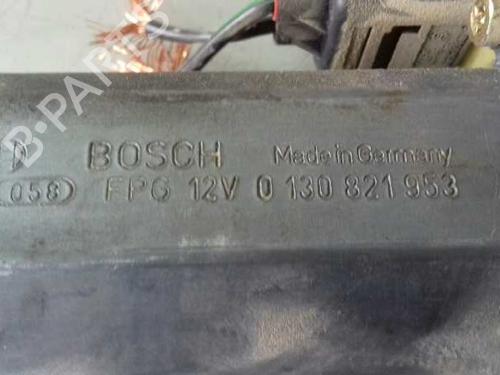 B-PARTS
BOSCH Made in Germany
058 FPG 12V 0 130 821 953